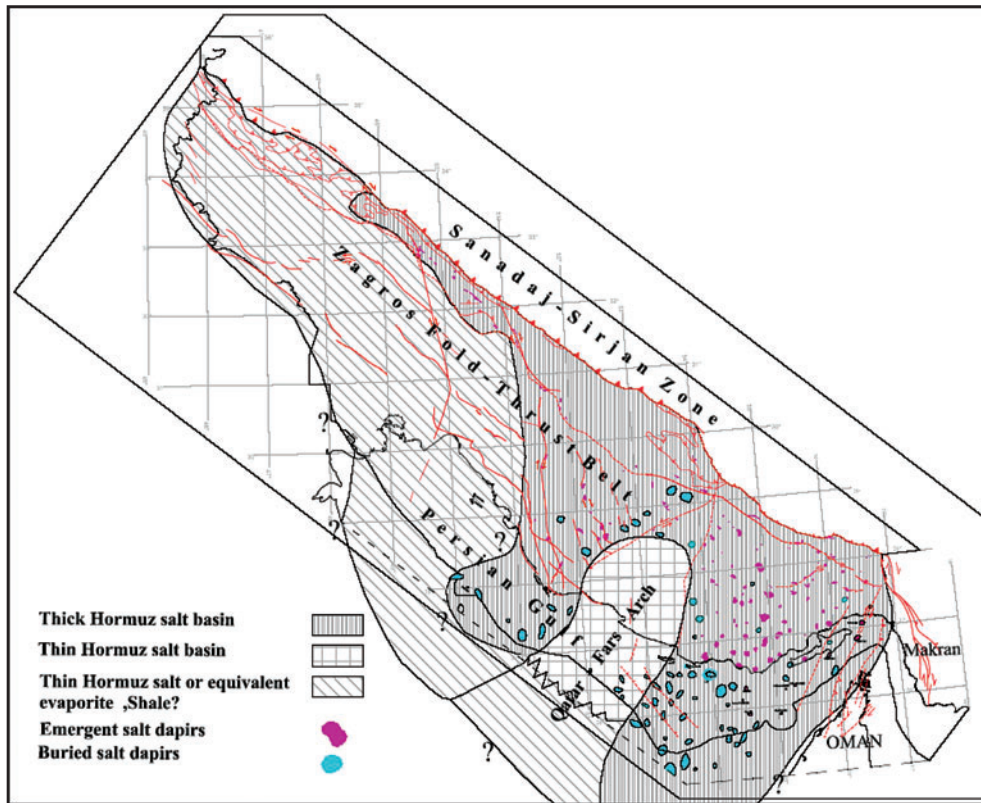 Sanadaj-Sirjan Zone
Zagros Fold-Thrust Belt
Persian Gulf
Qatar - Fars Arch
Makran
OMAN
?
?
?
?
?
?
?
Thick Hormuz salt basin
Thin Hormuz salt basin
Thin Hormuz salt or equivalent
evaporite ,Shale?
Emergent salt dapirs
Buried salt dapirs